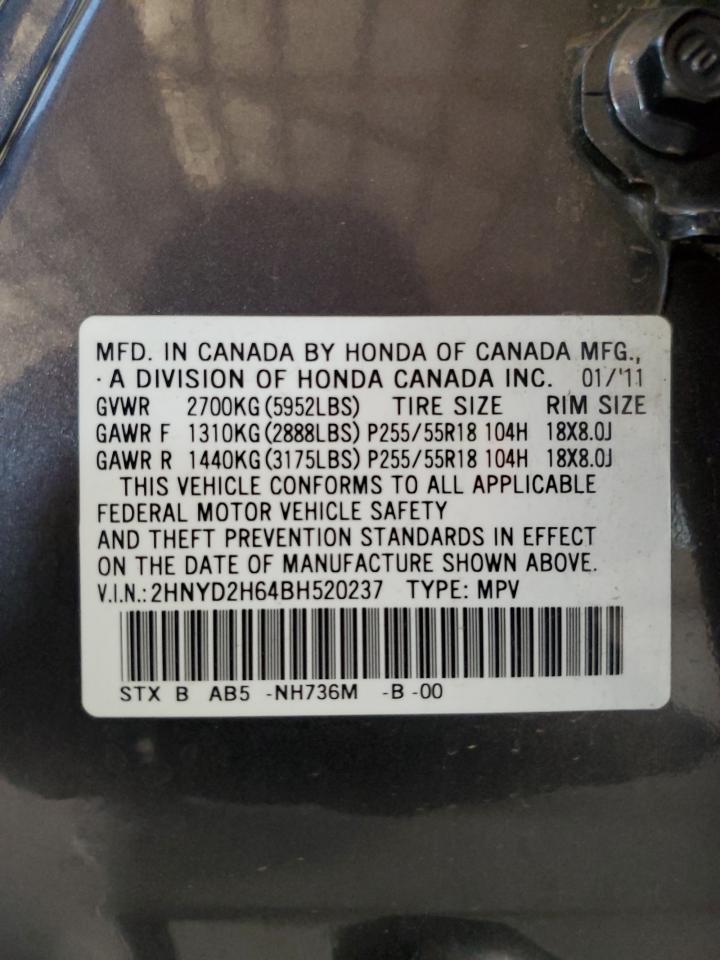 MFD. IN CANADA BY HONDA OF CANADA MFG.,
· A DIVISION OF HONDA CANADA INC. 01/'11
GVWR 2700KG(5952LBS) TIRE SIZE RIM SIZE
GAWR F 1310KG(2888LBS) P255/55R18 104H 18X8.0J
GAWR R 1440KG(3175LBS) P255/55R18 104H 18X8.0J
THIS VEHICLE CONFORMS TO ALL APPLICABLE
FEDERAL MOTOR VEHICLE SAFETY
AND THEFT PREVENTION STANDARDS IN EFFECT
ON THE DATE OF MANUFACTURE SHOWN ABOVE.
V.I.N.: 2HNYD2H64BH520237 TYPE: MPV
STX B AB5 -NH736M -B -00